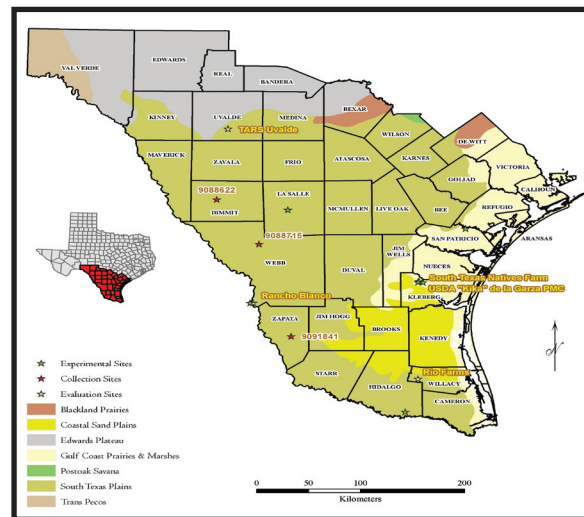 VAL VERDE
EDWARDS
REAL
BANDERA
KINNEY
UVALDE
MEDINA
BEXAR
TARS Uvalde
WILSON
DE WITT
MAVERICK
ZAVALA
FRIO
ATASCOSA
KARNES
GOLIAD
VICTORIA
CALHOUN
9088622
DIMMIT
LA SALLE
MCMULLEN
LIVE OAK
BEE
REFUGIO
9088715
WEBB
DUVAL
JIM
WELLS
SAN PATRICIO
ARANSAS
NUECES
South Texas Natives Farm
USDA "Kika" de la Garza PMC
KLEBERG
Rancho Blanco
ZAPATA
JIM HOGG
BROOKS
KENEDY
9091841
STARR
HIDALGO
Rio Farms
WILLACY
CAMERON
N
Experimental Sites
Collection Sites
Evaluation Sites
Blackland Prairies
Coastal Sand Plains
Edwards Plateau
Gulf Coast Prairies & Marshes
Postoak Savana
South Texas Plains
Trans Pecos
0 50 100 200
Kilometers